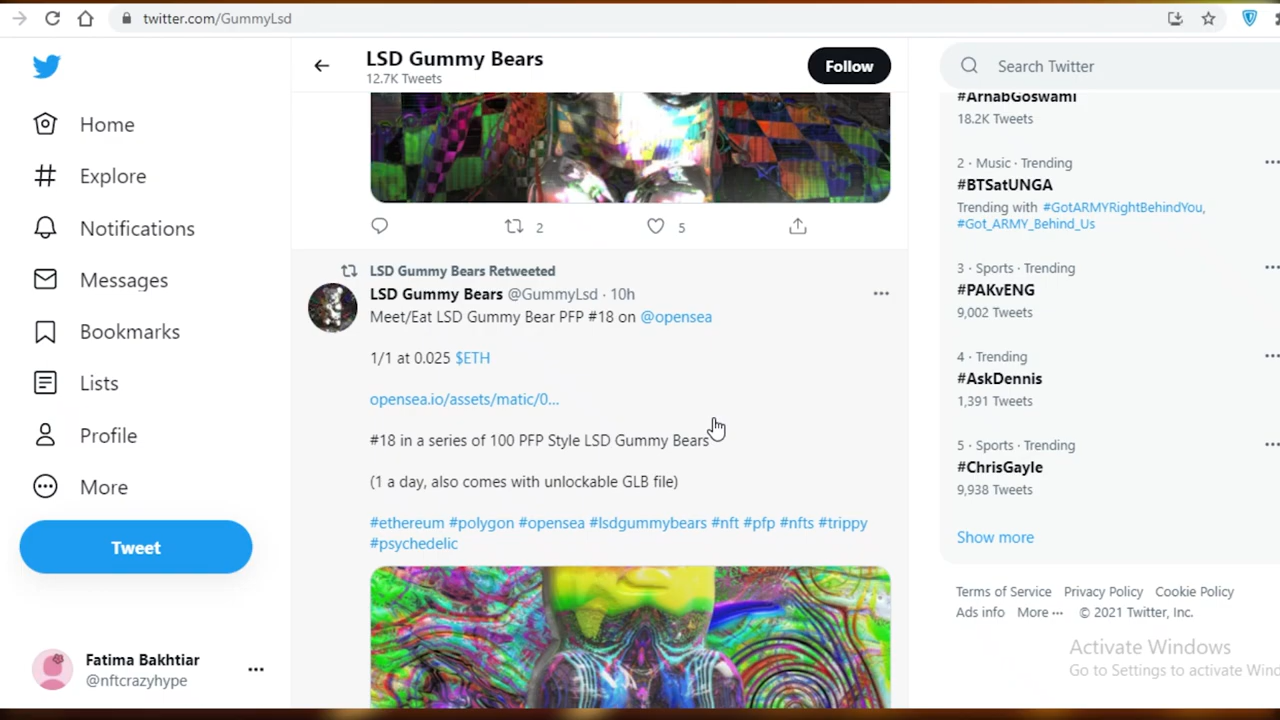 twitter.com/GummyLsd
LSD Gummy Bears
12.7K Tweets
Follow
Search Twitter
Home
Explore
Notifications
Messages
Bookmarks
Lists
Profile
More
Tweet
Fatima Bakhtiar
@nftcrazyhype
2
5
LSD Gummy Bears Retweeted
LSD Gummy Bears @GummyLsd · 10h
Meet/Eat LSD Gummy Bear PFP #18 on @opensea
1/1 at 0.025 $ETH
opensea.io/assets/matic/0...
#18 in a series of 100 PFP Style LSD Gummy Bears
(1 a day, also comes with unlockable GLB file)
#ethereum #polygon #opensea #lsdgummybears #nft #pfp #nfts #trippy
#psychedelic
#ArnabGoswami
18.2K Tweets
2 · Music · Trending
#BTSatUNGA
Trending with #GotARMYRightBehindYou,
#Got_ARMY_Behind_Us
3 · Sports · Trending
#PAKvENG
9,002 Tweets
4 · Trending
#AskDennis
1,391 Tweets
5 · Sports · Trending
#ChrisGayle
9,938 Tweets
Show more
Terms of Service Privacy Policy Cookie Policy
Ads info More ··· © 2021 Twitter, Inc.
Activate Windows
Go to Settings to activate Wind